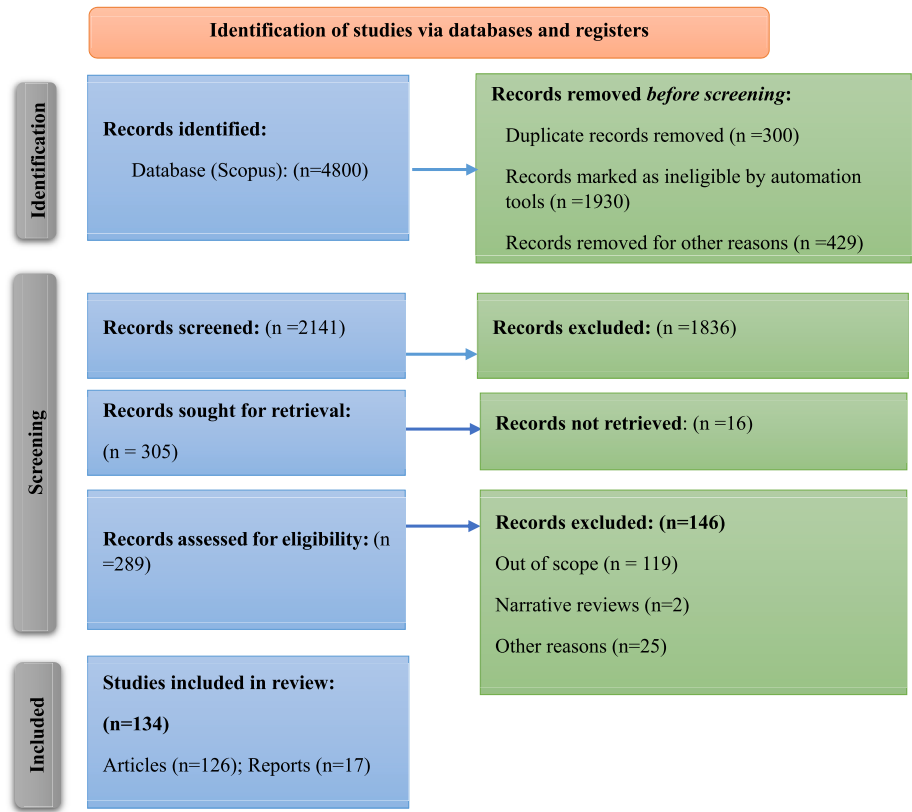 Identification of studies via databases and registers
Identification
Records identified:
Database (Scopus): (n=4800)
Records removed before screening:
Duplicate records removed (n =300)
Records marked as ineligible by automation
tools (n =1930)
Records removed for other reasons (n =429)
Screening
Records screened: (n =2141)
Records excluded: (n =1836)
Records sought for retrieval:
(n = 305)
Records not retrieved: (n =16)
Records assessed for eligibility: (n
=289)
Records excluded: (n=146)
Out of scope (n = 119)
Narrative reviews (n=2)
Other reasons (n=25)
Included
Studies included in review:
(n=134)
Articles (n=126); Reports (n=17)